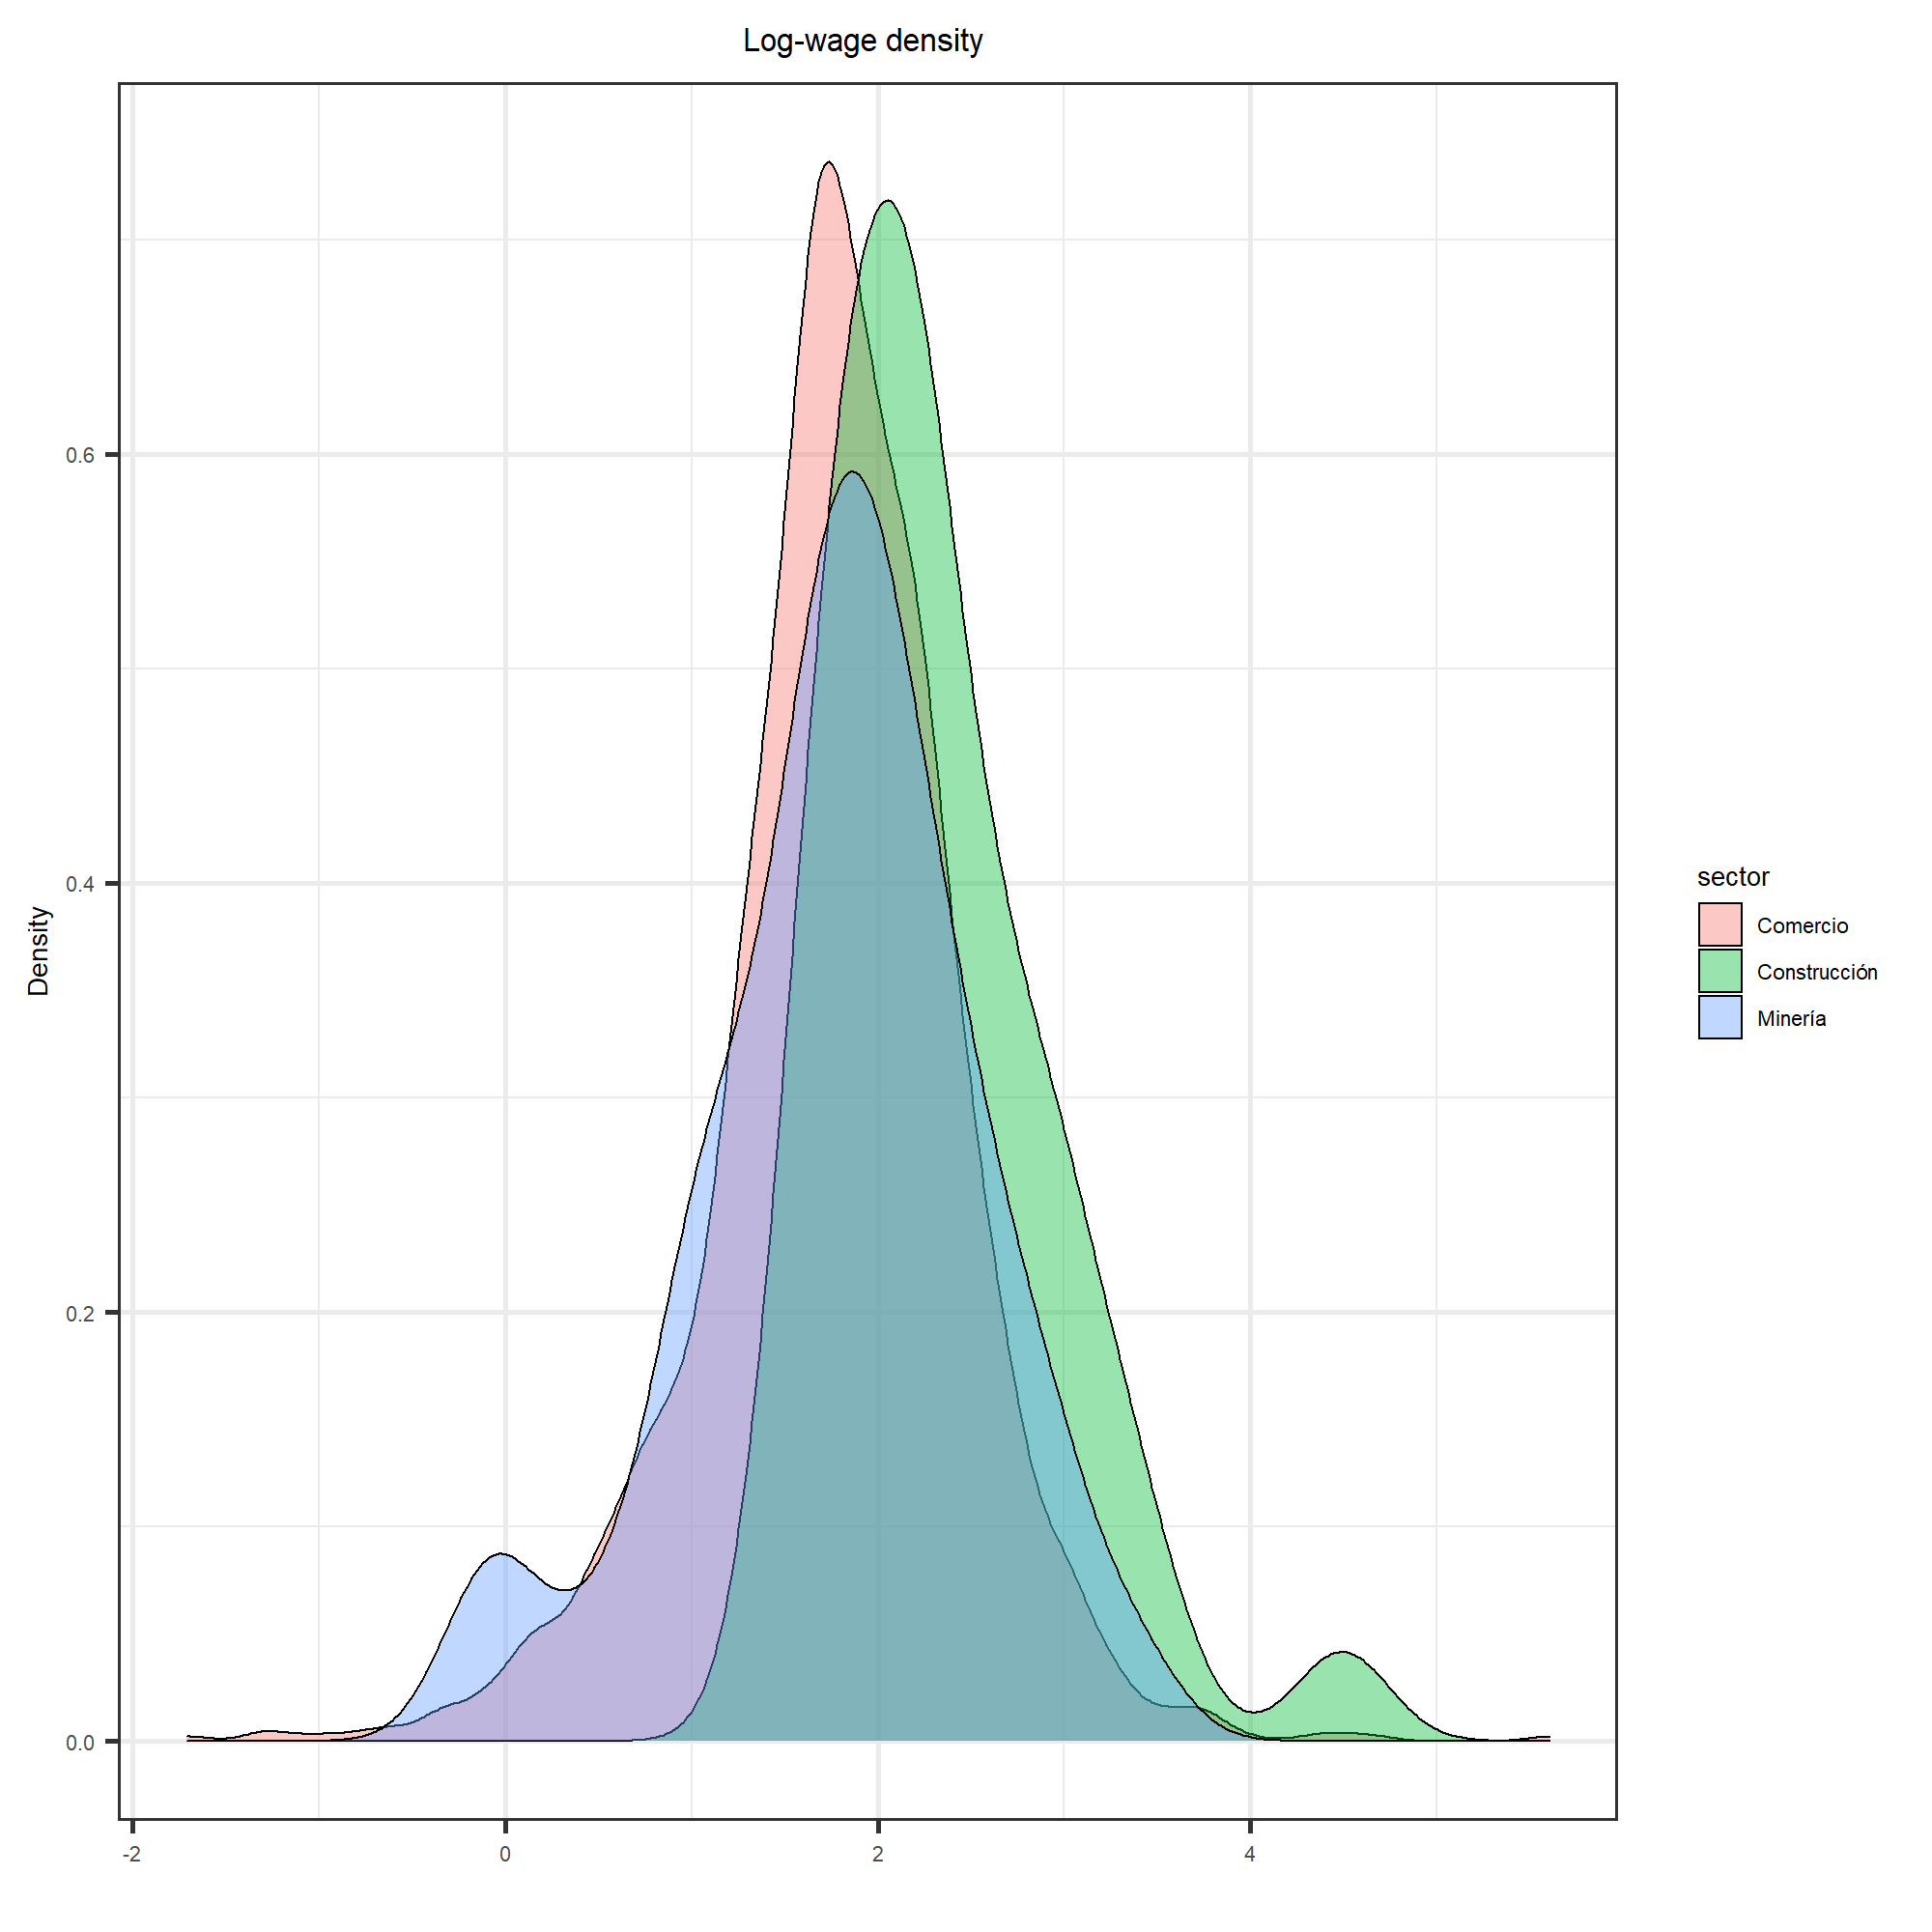 Log-wage density
0.6
0.4
0.2
0.0
Density
-2
0
2
4
sector
Comercio
Construcción
Minería